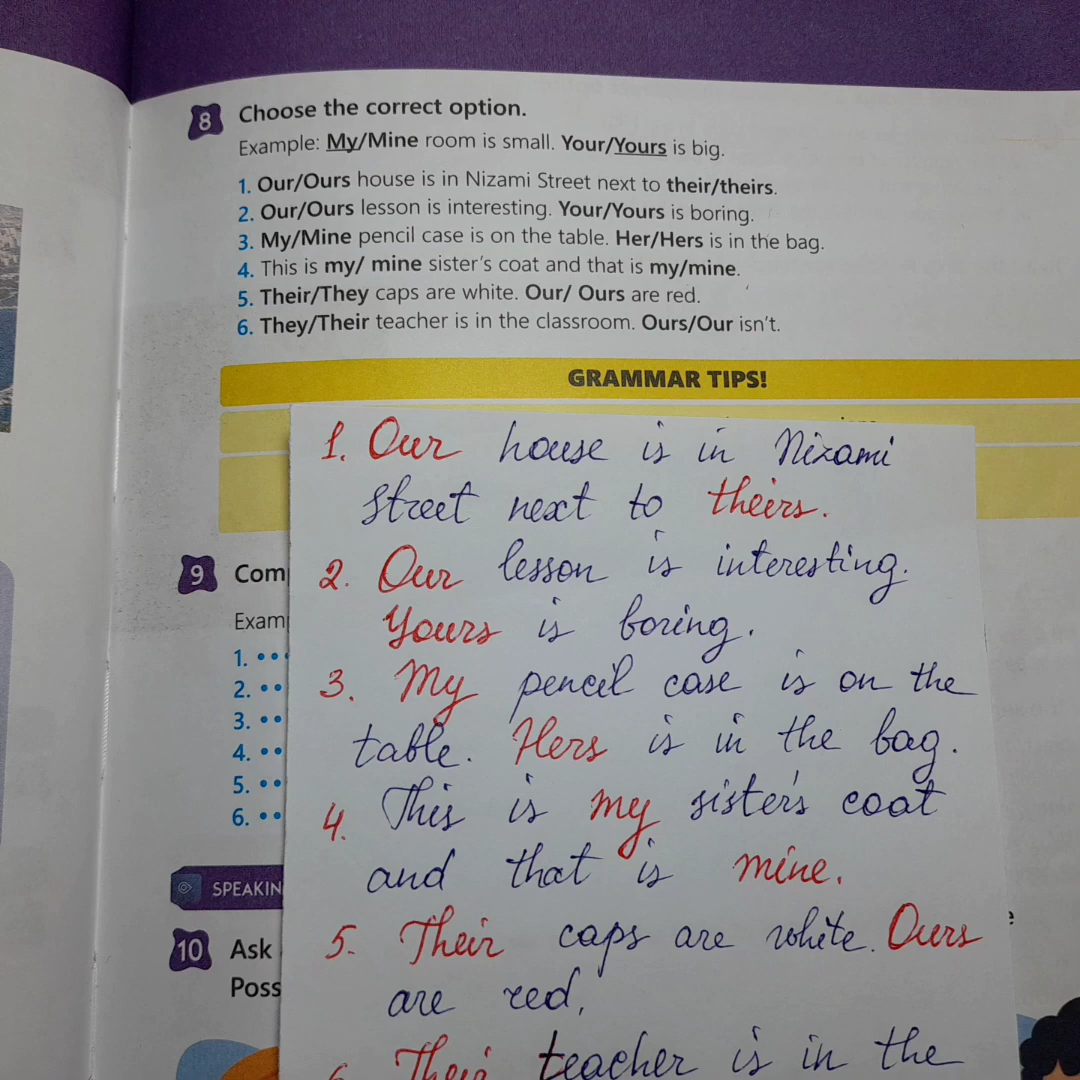 8 Choose the correct option.
Example: My/Mine room is small. Your/Yours is big.
1. Our/Ours house is in Nizami Street next to their/theirs.
2. Our/Ours lesson is interesting. Your/Yours is boring.
3. My/Mine pencil case is on the table. Her/Hers is in the bag.
4. This is my/ mine sister's coat and that is my/mine.
5. Their/They caps are white. Our/ Ours are red.
6. They/Their teacher is in the classroom. Ours/Our isn't.
GRAMMAR TIPS!
1. Our house is in Nizami
Street next to theirs.
2. Our lesson is interesting.
Yours is boring.
3. My pencil case is on the
table. Hers is in the bag.
4. This is my sister's coat
and that is mine.
5. Their caps are white. Ours
are red,
6. Their teacher is in the
9 Com
Exam
1. ••
2. ••
3. ••
4. ••
5. ••
6. ••
SPEAKIN
10 Ask
Poss